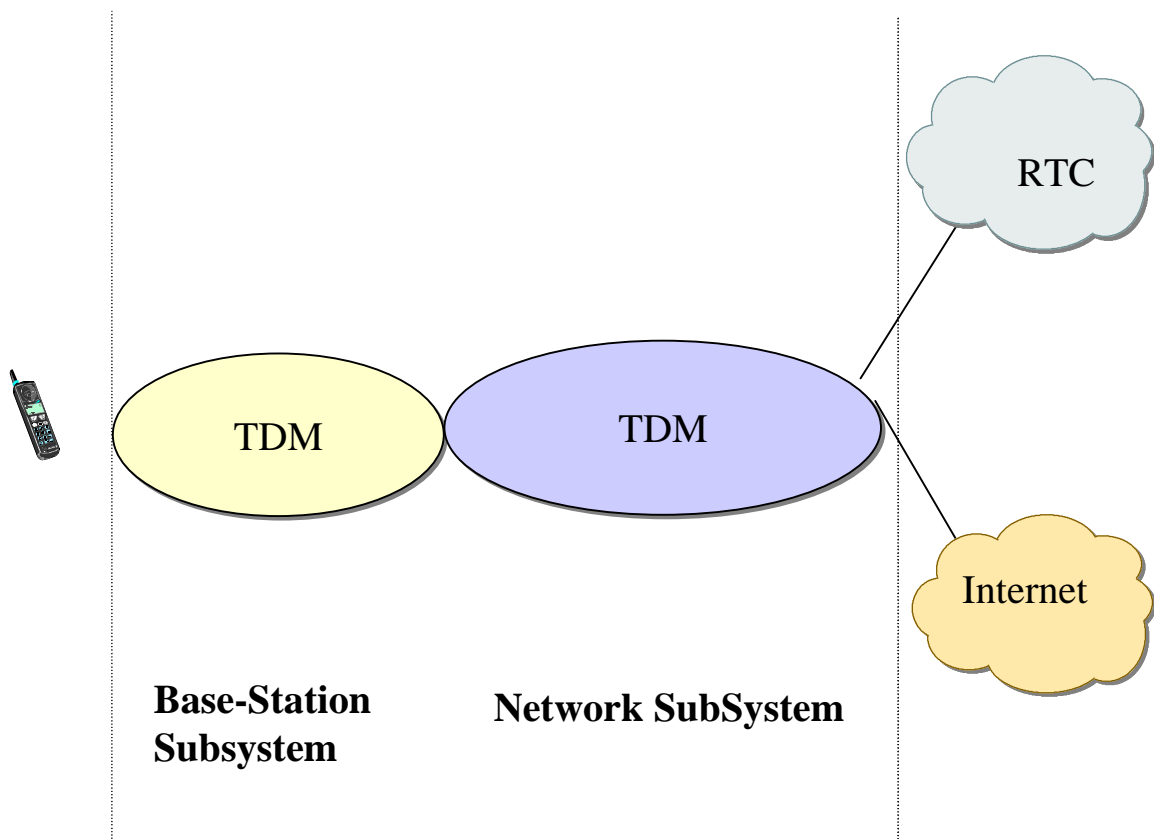 RTC
TDM
TDM
Internet
Base-Station
Subsystem
Network SubSystem